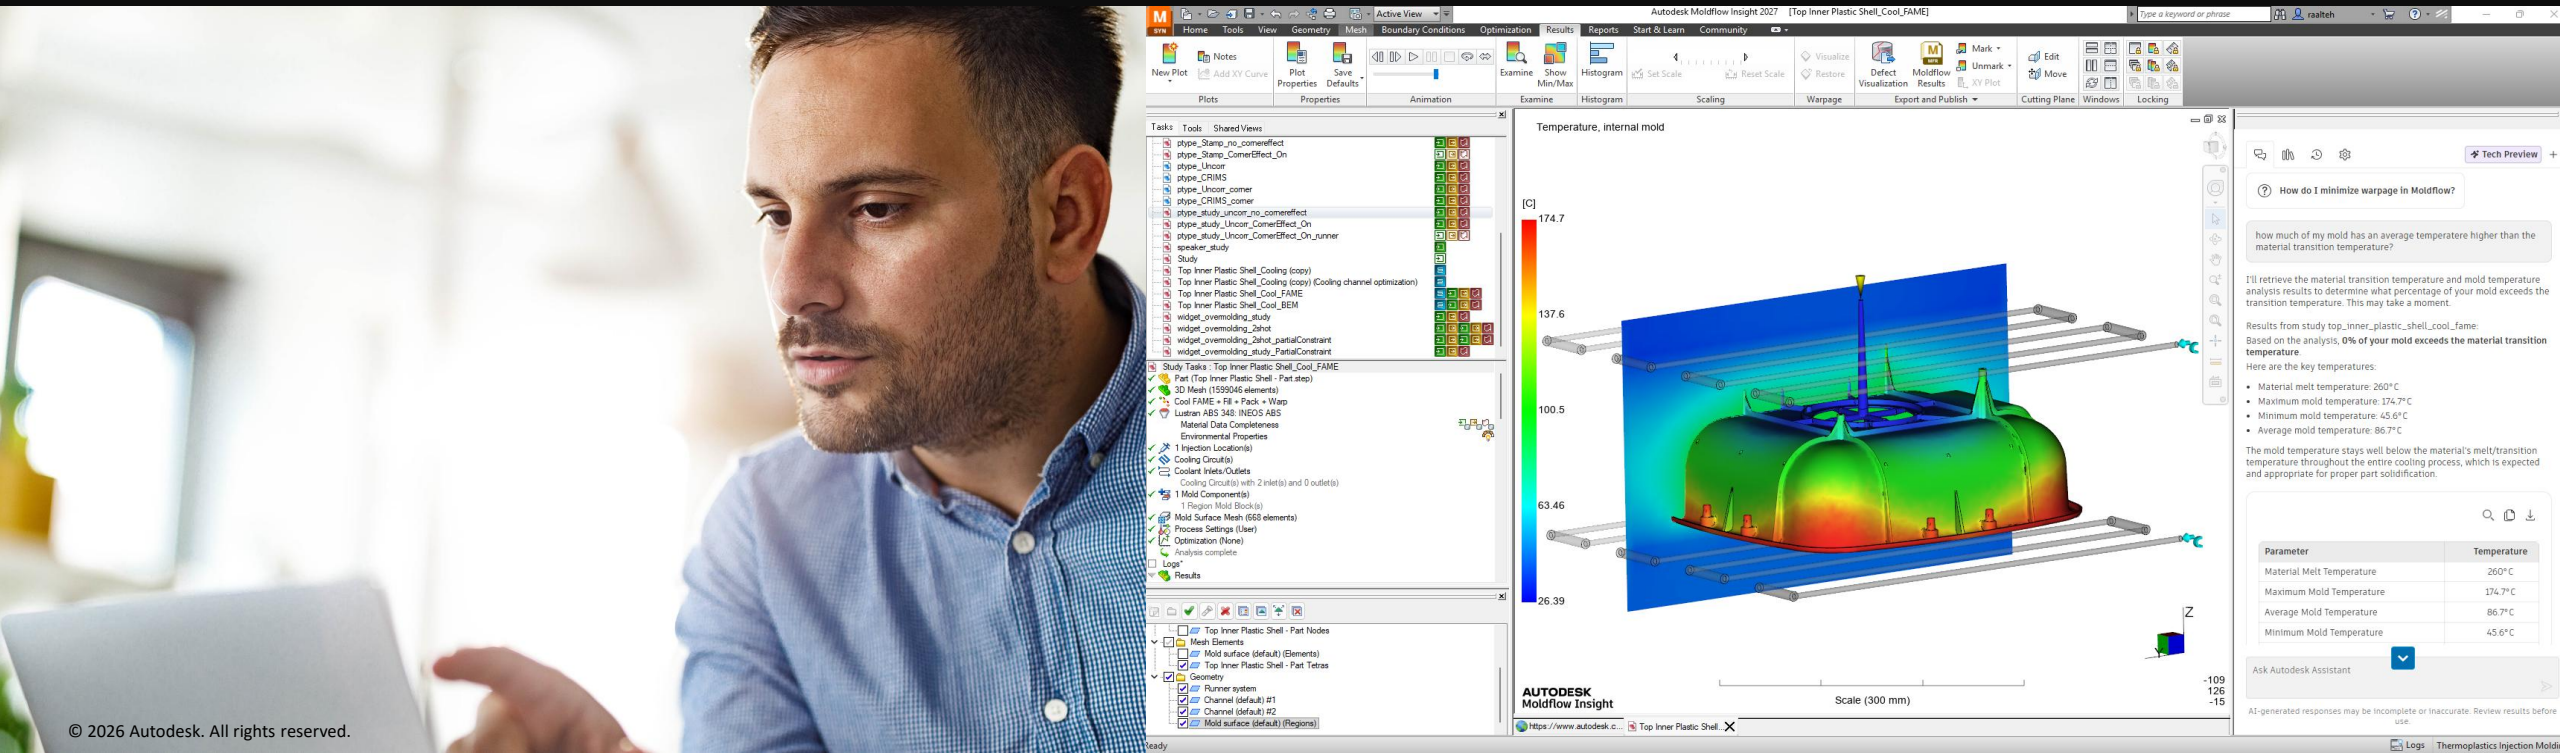 © 2026 Autodesk. All rights reserved.
M
SYN
Active View
Autodesk Moldflow Insight 2027 [Top Inner Plastic Shell_Cool_FAME]
Type a keyword or phrase
raalteh
Home Tools View Geometry Mesh Boundary Conditions Optimization Results Reports Start & Learn Community
New Plot
Notes
Add XY Curve
Plot Properties
Save Defaults
Examine
Show Min/Max
Histogram
Set Scale
Reset Scale
Visualize
Restore
Defect Visualization
Moldflow Results
Mark
Unmark
XY Plot
Edit
Move
Plots Properties Animation Examine Histogram Scaling Warpage Export and Publish Cutting Plane Windows Locking
Tasks Tools Shared Views
ptype_Stamp_no_cornereffect
ptype_Stamp_CornerEffect_On
ptype_Uncorr
ptype_CRIMS
ptype_Uncorr_corner
ptype_CRIMS_corner
ptype_study_uncorr_no_cornereffect
ptype_study_Uncorr_CornerEffect_On
ptype_study_Uncorr_CornerEffect_On_runner
speaker_study
Study
Top Inner Plastic Shell_Cooling (copy)
Top Inner Plastic Shell_Cooling (copy) (Cooling channel optimization)
Top Inner Plastic Shell_Cool_FAME
Top Inner Plastic Shell_Cool_BEM
widget_overmolding_study
widget_overmolding_2shot
widget_overmolding_2shot_partialConstraint
widget_overmolding_study_PartialConstraint
Study Tasks : Top Inner Plastic Shell_Cool_FAME
Part (Top Inner Plastic Shell - Part.step)
3D Mesh (1599046 elements)
Cool FAME + Fill + Pack + Warp
Lustran ABS 348: INEOS ABS
Material Data Completeness
Environmental Properties
1 Injection Location(s)
Cooling Circuit(s)
Coolant Inlets/Outlets
Cooling Circuit(s) with 2 inlet(s) and 0 outlet(s)
1 Mold Component(s)
1 Region Mold Block(s)
Mold Surface Mesh (668 elements)
Process Settings (User)
Optimization (None)
Analysis complete
Logs*
Results
Top Inner Plastic Shell - Part Nodes
Mesh Elements
Mold surface (default) (Elements)
Top Inner Plastic Shell - Part Tetras
Geometry
Runner system
Channel (default) #1
Channel (default) #2
Mold surface (default) (Regions)
Temperature, internal mold
[C]
174.7
137.6
100.5
63.46
26.39
AUTODESK
Moldflow Insight
Scale (300 mm)
Z
Y
-109
126
-15
https://www.autodesk.c...
Top Inner Plastic Shell...
Tech Preview
How do I minimize warpage in Moldflow?
how much of my mold has an average temperatere higher than the
material transition temperature?
I'll retrieve the material transition temperature and mold temperature
analysis results to determine what percentage of your mold exceeds the
transition temperature. This may take a moment.
Results from study top_inner_plastic_shell_cool_fame:
Based on the analysis, 0% of your mold exceeds the material transition
temperature.
Here are the key temperatures:
• Material melt temperature: 260°C
• Maximum mold temperature: 174.7°C
• Minimum mold temperature: 45.6°C
• Average mold temperature: 86.7°C
The mold temperature stays well below the material's melt/transition
temperature throughout the entire cooling process, which is expected
and appropriate for proper part solidification.
Parameter Temperature
Material Melt Temperature 260°C
Maximum Mold Temperature 174.7°C
Average Mold Temperature 86.7°C
Minimum Mold Temperature 45.6°C
Ask Autodesk Assistant
AI-generated responses may be incomplete or inaccurate. Review results before
use.
Logs Thermoplastics Injection